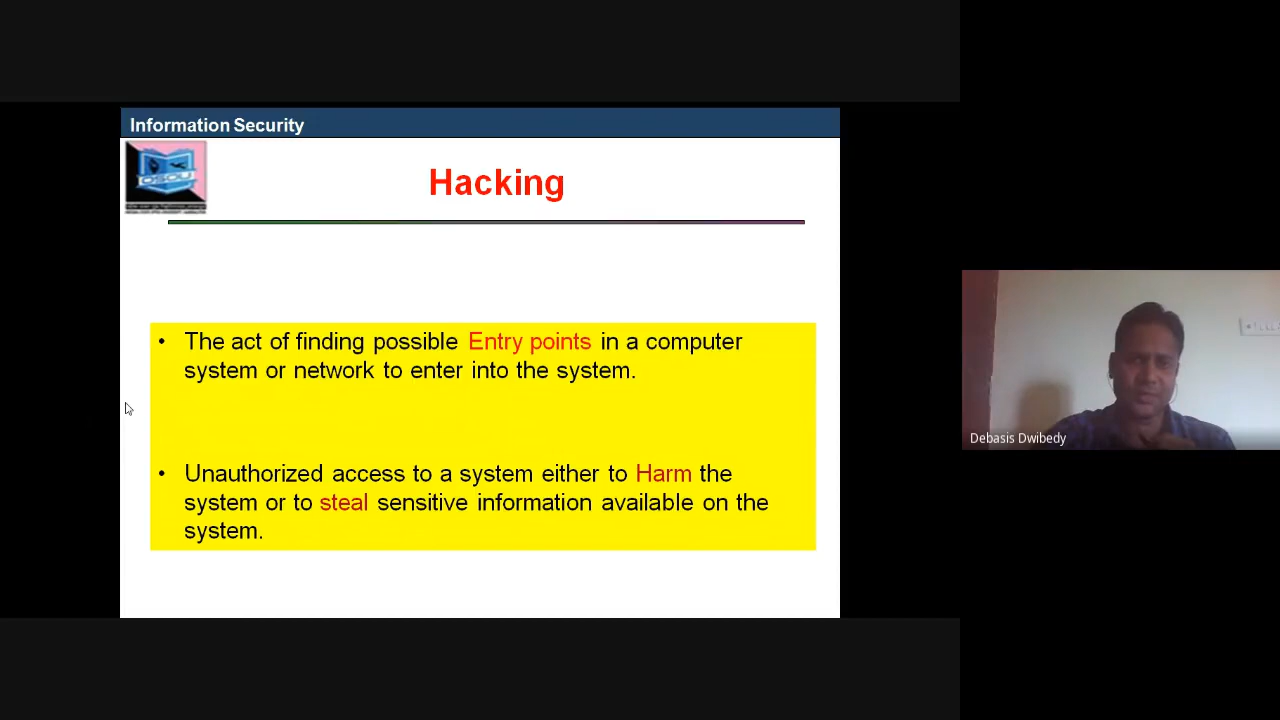 Information Security
OSOU
Hacking
• The act of finding possible Entry points in a computer
system or network to enter into the system.
• Unauthorized access to a system either to Harm the
system or to steal sensitive information available on the
system.
Debasis Dwibedy